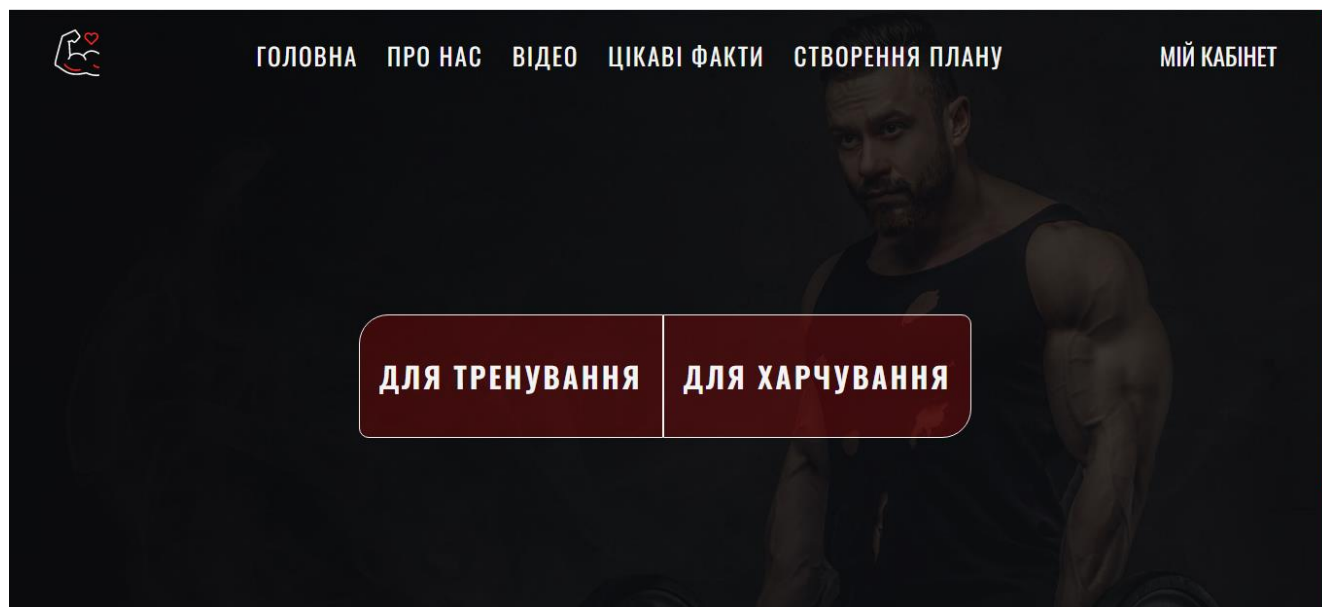 ГОЛОВНА ПРО НАС ВІДЕО ЦІКАВІ ФАКТИ СТВОРЕННЯ ПЛАНУ МІЙ КАБІНЕТ
ДЛЯ ТРЕНУВАННЯ ДЛЯ ХАРЧУВАННЯ